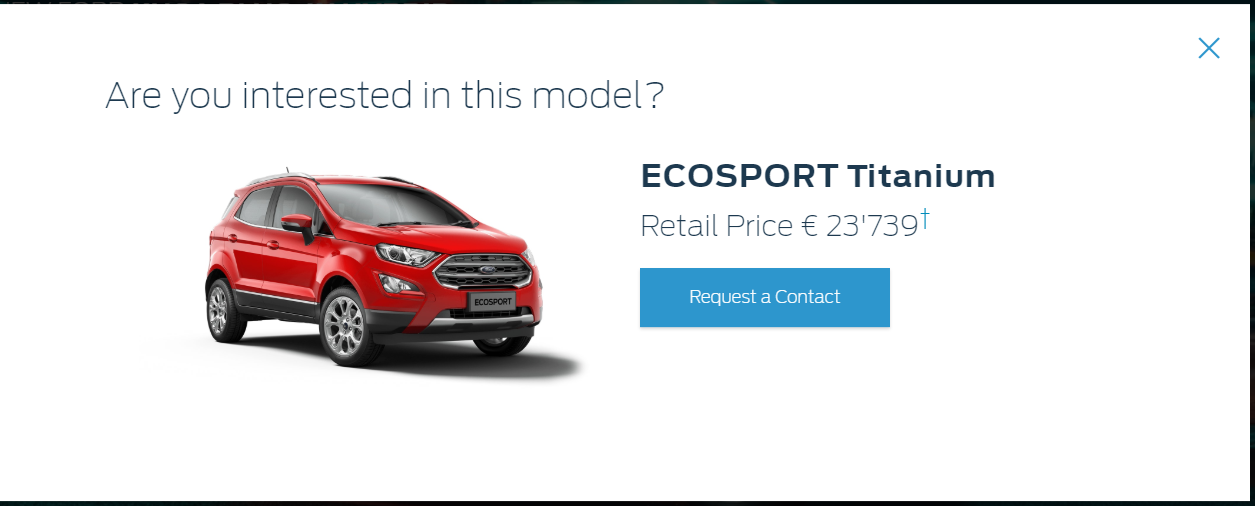 Are you interested in this model?
ECOSPORT Titanium
Retail Price € 23'739†
Request a Contact
ECOSPORT